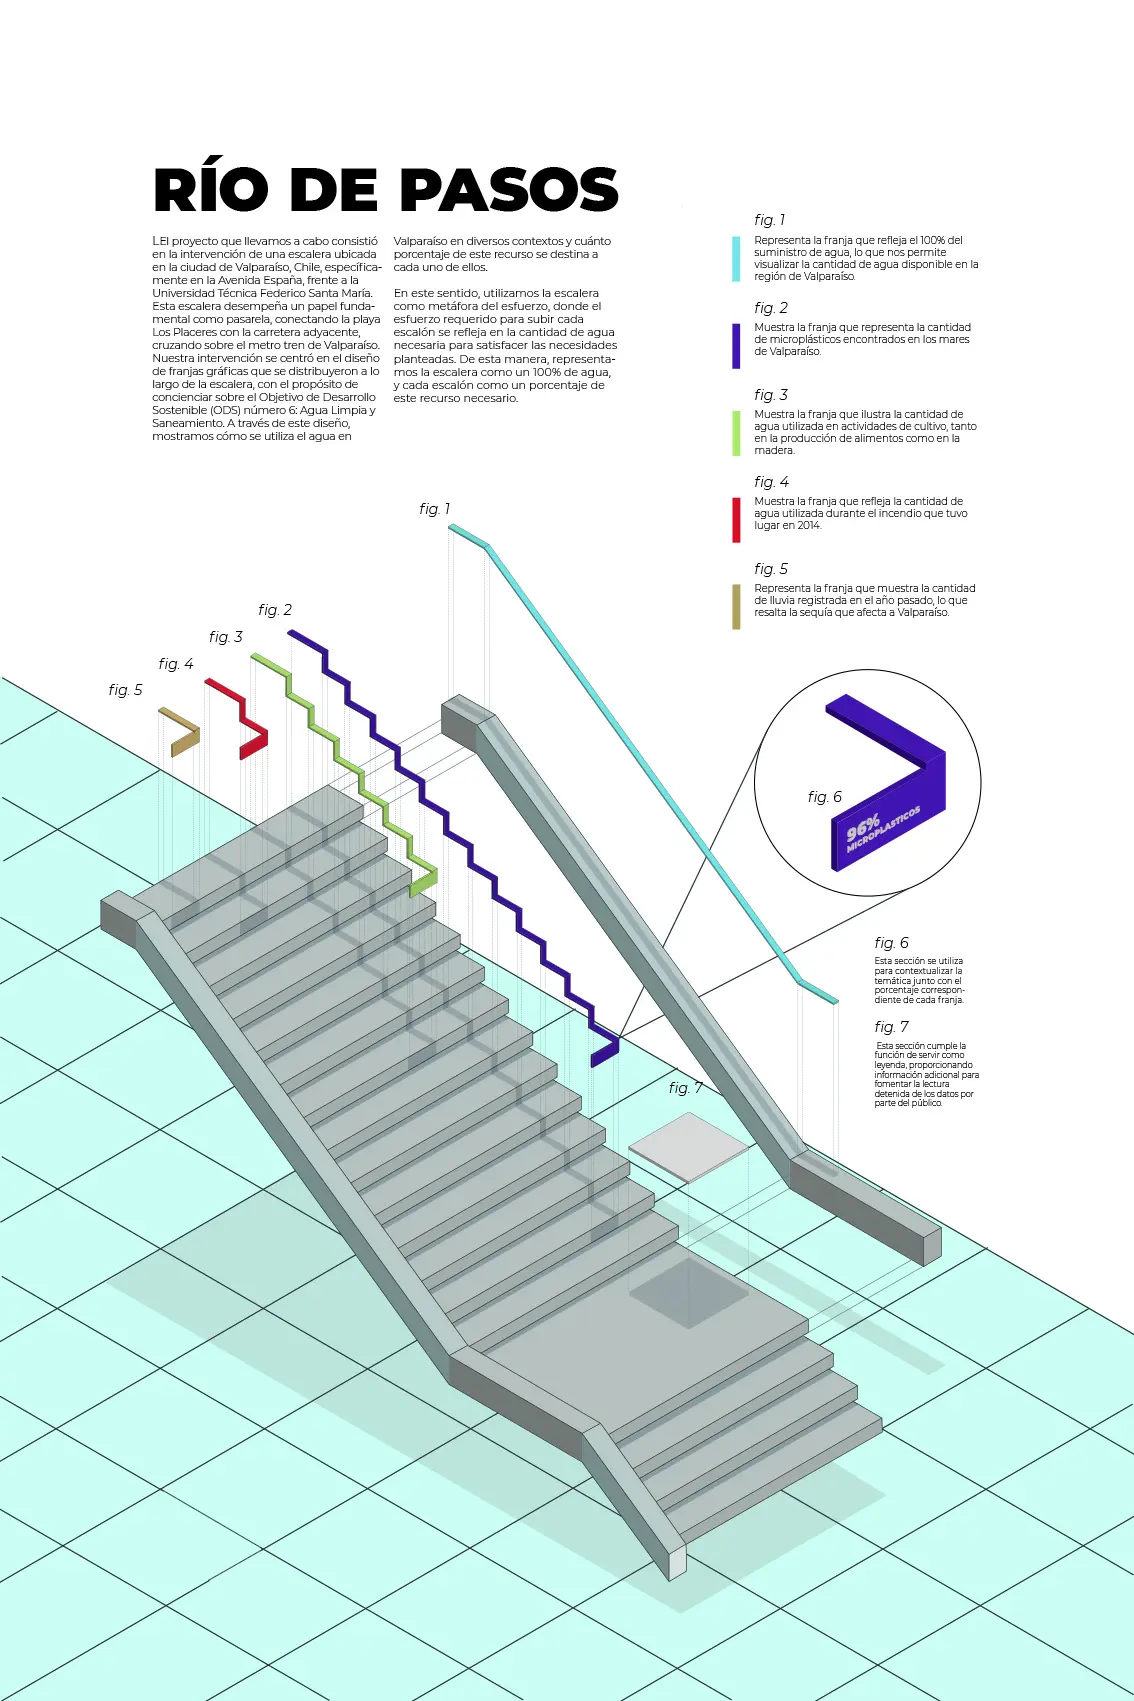 RÍO DE PASOS
LEl proyecto que llevamos a cabo consistió
en la intervención de una escalera ubicada
en la ciudad de Valparaíso, Chile, específica-
mente en la Avenida España, frente a la
Universidad Técnica Federico Santa María.
Esta escalera desempeña un papel funda-
mental como pasarela, conectando la playa
Los Placeres con la carretera adyacente,
cruzando sobre el metro tren de Valparaíso.
Nuestra intervención se centró en el diseño
de franjas gráficas que se distribuyeron a lo
largo de la escalera, con el propósito de
concienciar sobre el Objetivo de Desarrollo
Sostenible (ODS) número 6: Agua Limpia y
Saneamiento. A través de este diseño,
mostramos cómo se utiliza el agua en
Valparaíso en diversos contextos y cuánto
porcentaje de este recurso se destina a
cada uno de ellos.
En este sentido, utilizamos la escalera
como metáfora del esfuerzo, donde el
esfuerzo requerido para subir cada
escalón se refleja en la cantidad de agua
necesaria para satisfacer las necesidades
planteadas. De esta manera, representa-
mos la escalera como un 100% de agua,
y cada escalón como un porcentaje de
este recurso necesario.
fig. 1
Representa la franja que refleja el 100% del
suministro de agua, lo que nos permite
visualizar la cantidad de agua disponible en la
región de Valparaíso.
fig. 2
Muestra la franja que representa la cantidad
de microplásticos encontrados en los mares
de Valparaíso.
fig. 3
Muestra la franja que ilustra la cantidad de
agua utilizada en actividades de cultivo, tanto
en la producción de alimentos como en la
madera.
fig. 4
Muestra la franja que refleja la cantidad de
agua utilizada durante el incendio que tuvo
lugar en 2014.
fig. 5
Representa la franja que muestra la cantidad
de lluvia registrada en el año pasado, lo que
resalta la sequía que afecta a Valparaíso.
fig. 1
fig. 2
fig. 3
fig. 4
fig. 5
fig. 6
96%
MICROPLASTICOS
fig. 6
Esta sección se utiliza
para contextualizar la
temática junto con el
porcentaje correspon-
diente de cada franja.
fig. 7
Esta sección cumple la
función de servir como
leyenda, proporcionando
información adicional para
fomentar la lectura
detenida de los datos por
parte del público.
fig. 7